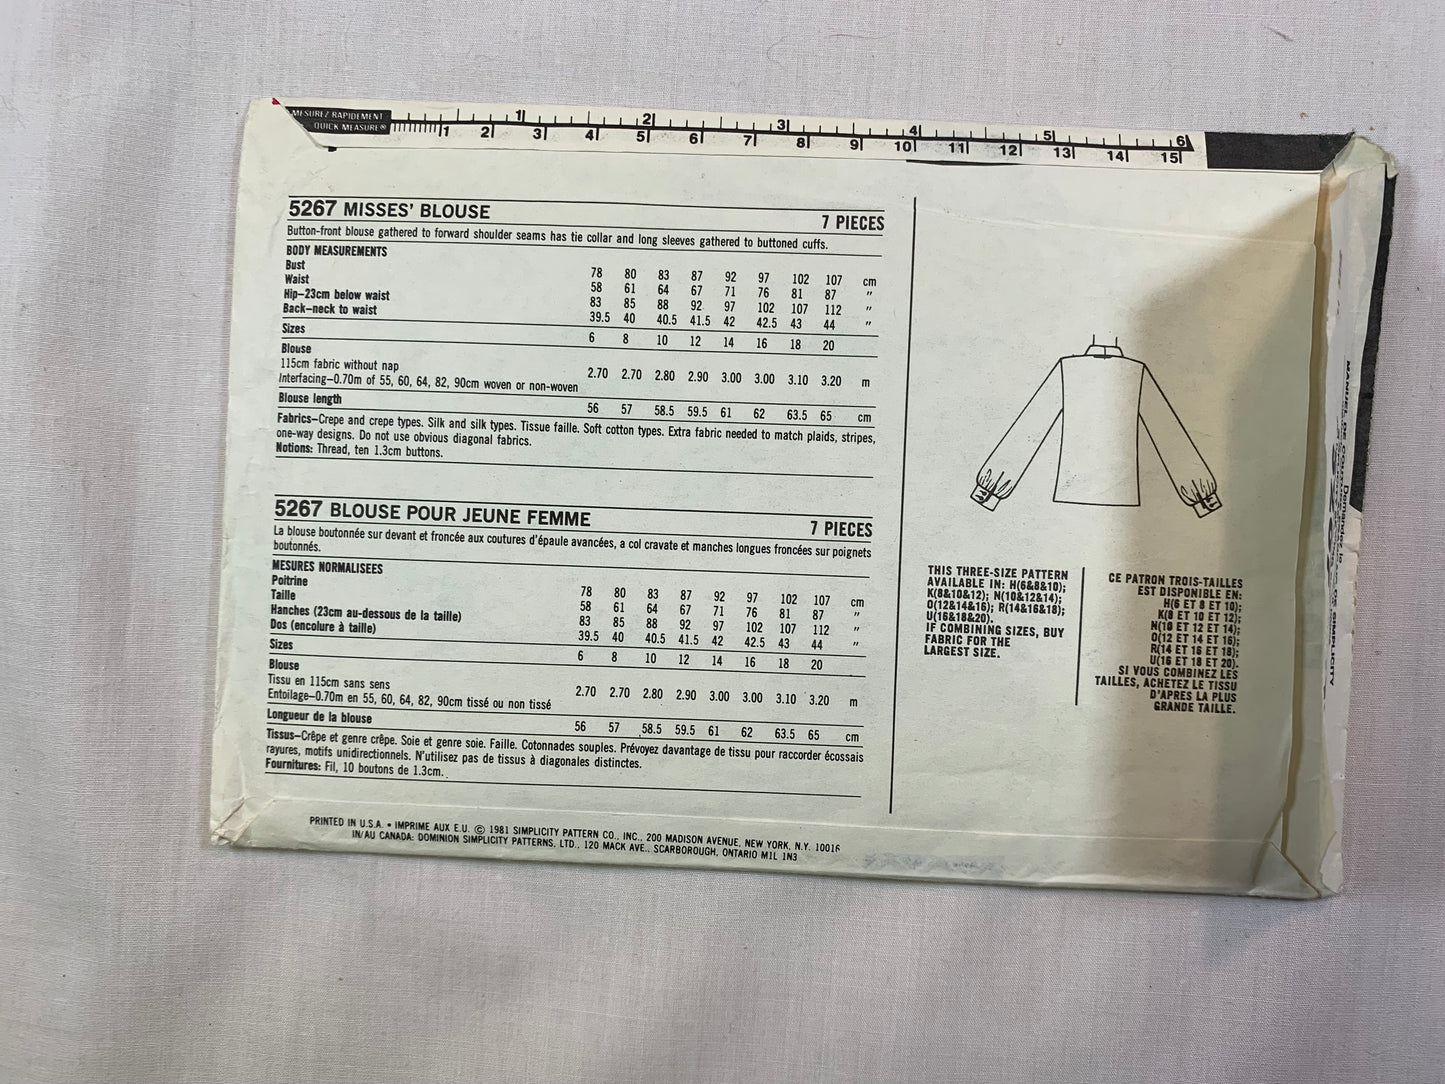 MESUREZ RAPIDEMENT
QUICK MEASURE®
1 2 3 4 5 6
1 2 3 4 5 6 7 8 9 10 11 12 13 14 15
5267 MISSES' BLOUSE 7 PIECES
Button-front blouse gathered to forward shoulder seams has tie collar and long sleeves gathered to buttoned cuffs.
BODY MEASUREMENTS
Bust 78 80 83 87 92 97 102 107 cm
Waist 58 61 64 67 71 76 81 87 "
Hip–23cm below waist 83 85 88 92 97 102 107 112 "
Back–neck to waist 39.5 40 40.5 41.5 42 42.5 43 44 "
Sizes 6 8 10 12 14 16 18 20
Blouse
115cm fabric without nap 2.70 2.70 2.80 2.90 3.00 3.00 3.10 3.20 m
Interfacing–0.70m of 55, 60, 64, 82, 90cm woven or non-woven
Blouse length 56 57 58.5 59.5 61 62 63.5 65 cm
Fabrics–Crepe and crepe types. Silk and silk types. Tissue faille. Soft cotton types. Extra fabric needed to match plaids, stripes,
one-way designs. Do not use obvious diagonal fabrics.
Notions: Thread, ten 1.3cm buttons.
5267 BLOUSE POUR JEUNE FEMME 7 PIECES
La blouse boutonnée sur devant et froncée aux coutures d'épaule avancées, a col cravate et manches longues froncées sur poignets
boutonnés.
MESURES NORMALISEES
Poitrine 78 80 83 87 92 97 102 107 cm
Taille 58 61 64 67 71 76 81 87 "
Hanches (23cm au-dessous de la taille) 83 85 88 92 97 102 107 112 "
Dos (encolure à taille) 39.5 40 40.5 41.5 42 42.5 43 44 "
Sizes 6 8 10 12 14 16 18 20
Blouse
Tissu en 115cm sans sens 2.70 2.70 2.80 2.90 3.00 3.00 3.10 3.20 m
Entoilage–0.70m en 55, 60, 64, 82, 90cm tissé ou non tissé
Longueur de la blouse 56 57 58.5 59.5 61 62 63.5 65 cm
Tissus–Crêpe et genre crêpe. Soie et genre soie. Faille. Cotonnades souples. Prévoyez davantage de tissu pour raccorder écossais
rayures, motifs unidirectionnels. N'utilisez pas de tissus à diagonales distinctes.
Fournitures: Fil, 10 boutons de 1.3cm.
THIS THREE-SIZE PATTERN
AVAILABLE IN: H(6&8&10);
K(8&10&12); N(10&12&14);
O(12&14&16); R(14&16&18);
U(16&18&20).
IF COMBINING SIZES, BUY
FABRIC FOR THE
LARGEST SIZE.
CE PATRON TROIS-TAILLES
EST DISPONIBLE EN:
H(6 ET 8 ET 10);
K(8 ET 10 ET 12);
N(10 ET 12 ET 14);
O(12 ET 14 ET 16);
R(14 ET 16 ET 18);
U(16 ET 18 ET 20).
SI VOUS COMBINEZ LES
TAILLES, ACHETEZ LE TISSU
D'APRES LA PLUS
GRANDE TAILLE.
PRINTED IN U.S.A. • IMPRIME AUX E.U. © 1981 SIMPLICITY PATTERN CO., INC., 200 MADISON AVENUE, NEW YORK, N.Y. 10016
IN/AU CANADA: DOMINION SIMPLICITY PATTERNS, LTD., 120 MACK AVE., SCARBOROUGH, ONTARIO M1L 1N3
Demandez le
MANUEL DE COUTURE DE SIMPLICITY